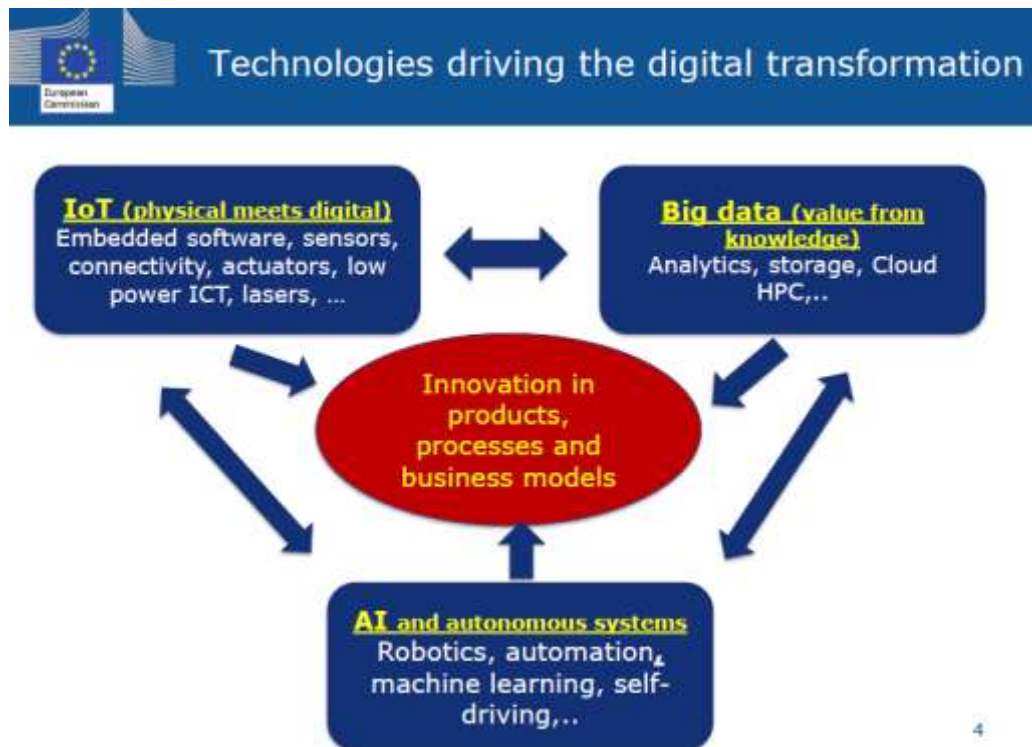 European
Commission
Technologies driving the digital transformation
IoT (physical meets digital)
Embedded software, sensors,
connectivity, actuators, low
power ICT, lasers, …
Big data (value from
knowledge)
Analytics, storage, Cloud
HPC,..
Innovation in
products,
processes and
business models
AI and autonomous systems
Robotics, automation,
machine learning, self-
driving,..
4